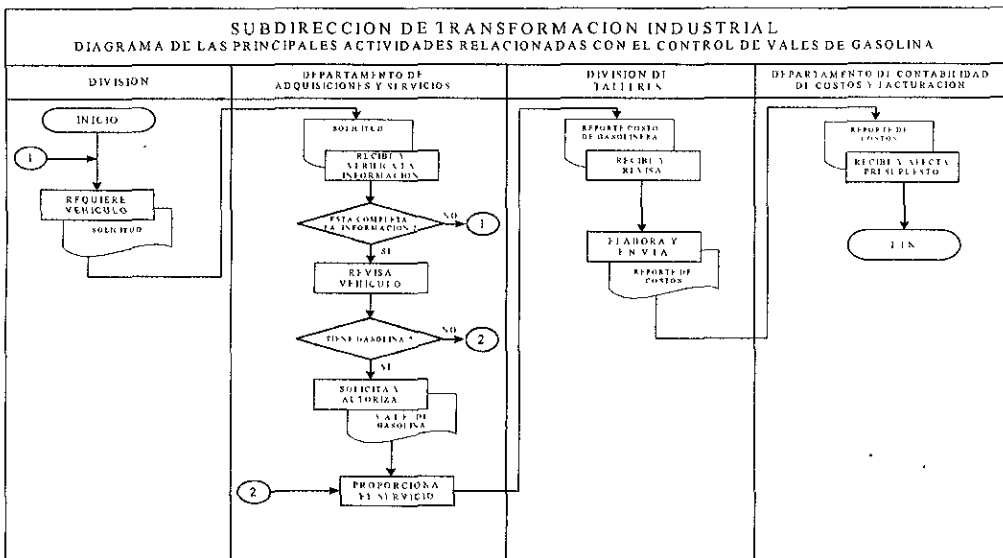 SUBDIRECCION DE TRANSFORMACION INDUSTRIAL
DIAGRAMA DE LAS PRINCIPALES ACTIVIDADES RELACIONADAS CON EL CONTROL DE VALES DE GASOLINA
DIVISION
INICIO
1
REQUIERE
VEHICULO
SOLICITUD
DEPARTAMENTO DE
ADQUISICIONES Y SERVICIOS
SOLICITUD
RECIBE Y
VERIFICA LA
INFORMACION
ESTA COMPLETA
LA INFORMACION ?
NO
1
SI
REVISA
VEHICULO
TIENE GASOLINA ?
NO
2
SI
SOLICITA Y
AUTORIZA
VALE DE
GASOLINA
2
PROPORCIONA
EL SERVICIO
DIVISION DE
TALLERES
REPORTE COSTO
DE GASOLINERA
RECIBE Y
REVISA
ELABORA Y
ENVIA
REPORTE DE
COSTOS
DEPARTAMENTO DE CONTABILIDAD
DE COSTOS Y FACTURACION
REPORTE DE
COSTOS
RECIBE Y AFECTA
PRESUPUESTO
FIN